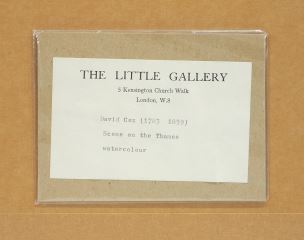 THE LITTLE GALLERY
5 Kensington Church Walk
London, W.8
David Cox (1783 1859)
Scene on the Thames
watercolour